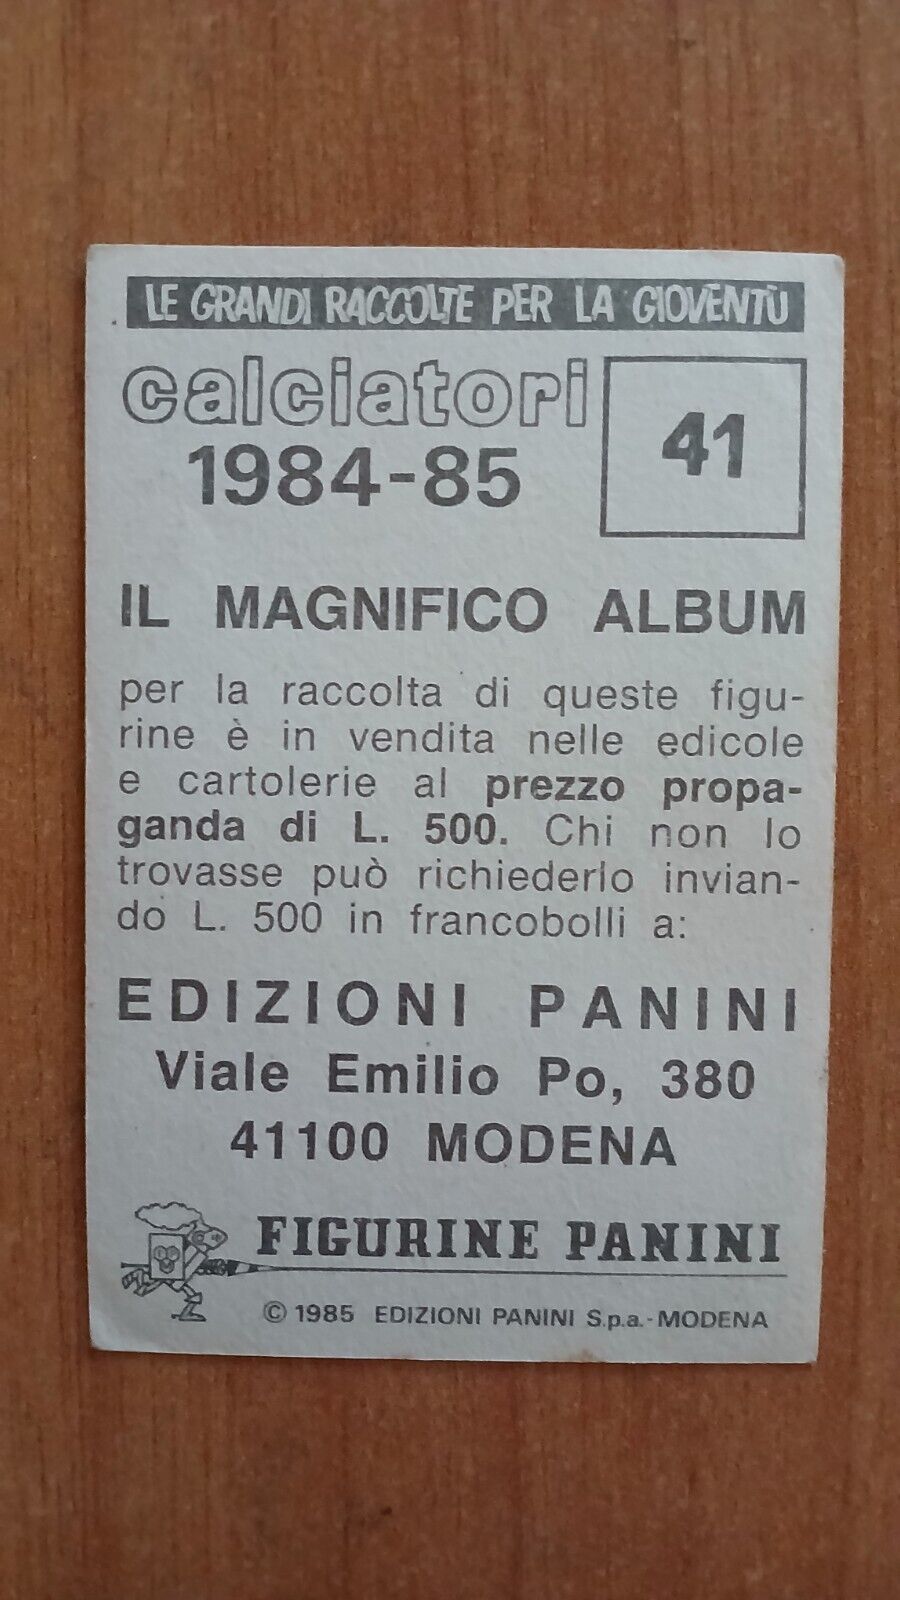 LE GRANDI RACCOLTE PER LA GIOVENTÙ
calciatori
1984-85
41
IL MAGNIFICO ALBUM
per la raccolta di queste figu-
rine è in vendita nelle edicole
e cartolerie al prezzo propa-
ganda di L. 500. Chi non lo
trovasse può richiederlo invian-
do L. 500 in francobolli a:
EDIZIONI PANINI
Viale Emilio Po, 380
41100 MODENA
FIGURINE PANINI
© 1985 EDIZIONI PANINI S.p.a.-MODENA